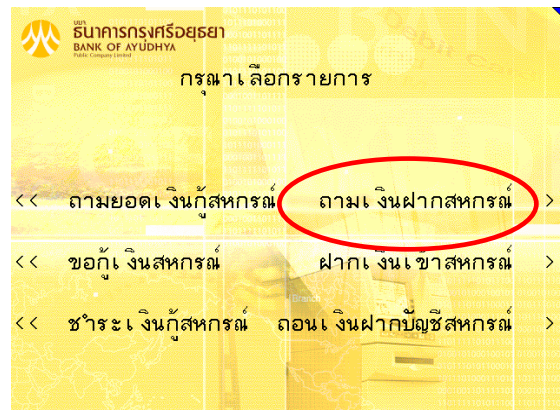 บมจ.
ธนาคารกรุงศรีอยุธยา
BANK OF AYUDHYA
Public Company Limited
Debit Card
กรุณาเลือกรายการ
<< ถามยอดเงินกู้สหกรณ์ ถามเงินฝากสหกรณ์ >
<< ขอกู้เงินสหกรณ์ ฝากเงินเข้าสหกรณ์ >
Branch
<< ชำระเงินกู้สหกรณ์ ถอนเงินฝากบัญชีสหกรณ์ >